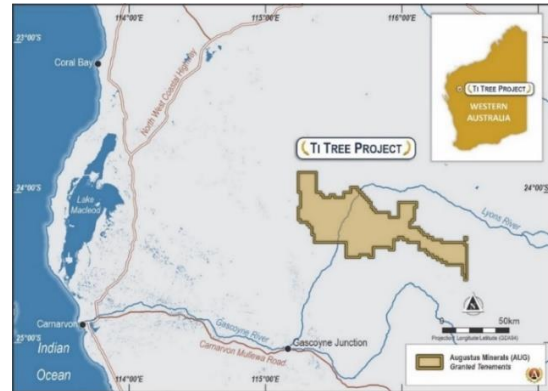 114°00'E
115°00'E
116°00'E
23°00'S
Coral Bay
North West Coastal Highway
TI TREE PROJECT
WESTERN
AUSTRALIA
TI TREE PROJECT
24°00'S
24°00'S
Lake
Macleod
Lyons River
Carnarvon
Gascoyne River
Carnarvon Mullewa Road
Gascoyne Junction
50km
25°00'S
Indian
Ocean
Augustus Minerals (AUG)
Granted Tenements
114°00'E
115°00'E